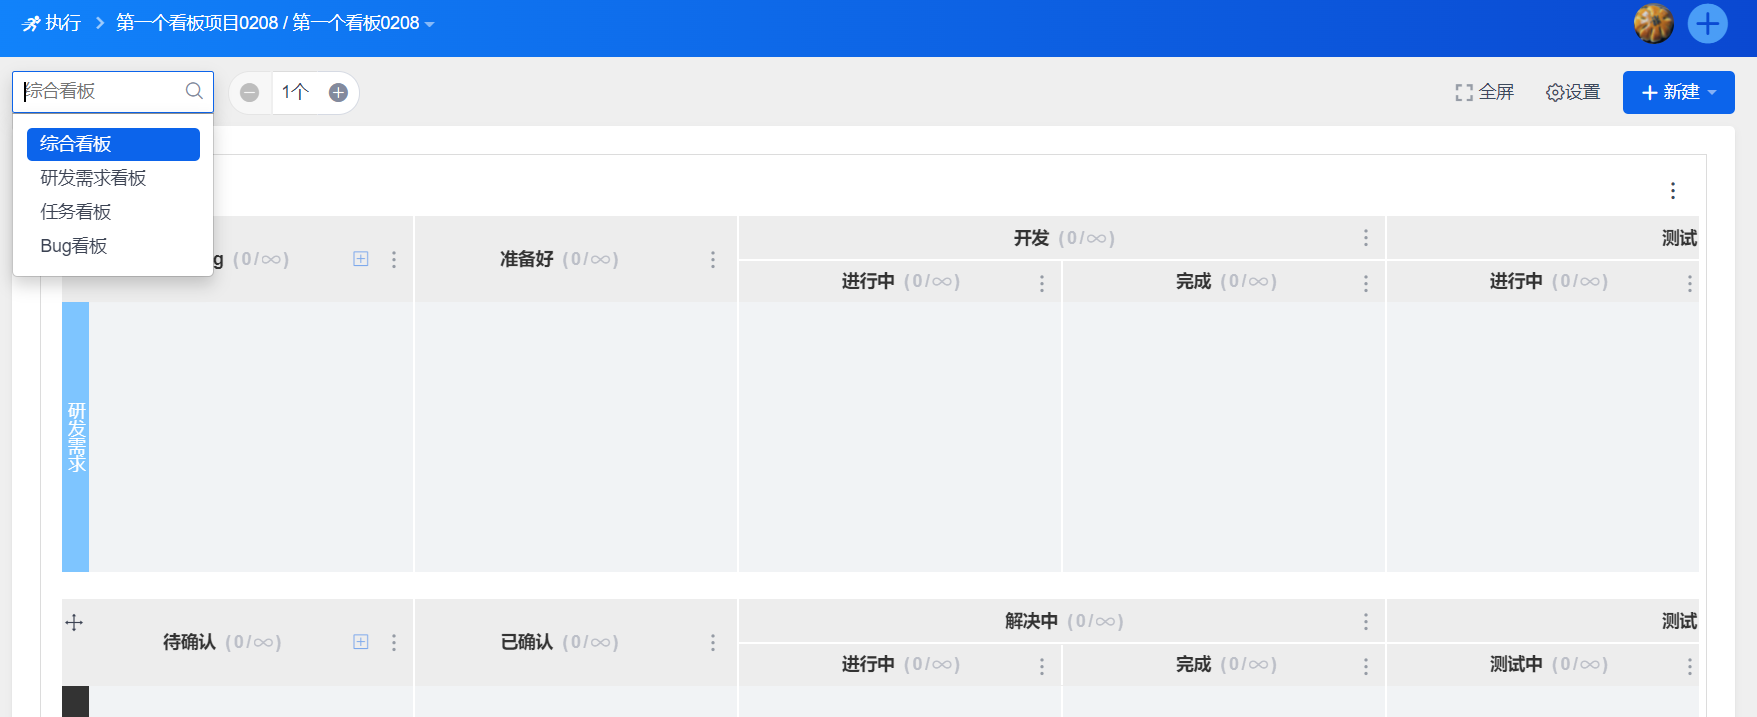 执行 > 第一个看板项目0208 / 第一个看板0208
综合看板
1个
全屏
设置
新建
综合看板
研发需求看板
任务看板
Bug看板
g (0/∞)
准备好 (0/∞)
开发 (0/∞)
测试
进行中 (0/∞)
完成 (0/∞)
进行中 (0/∞)
研发需求
待确认 (0/∞)
已确认 (0/∞)
解决中 (0/∞)
测试
进行中 (0/∞)
完成 (0/∞)
测试中 (0/∞)